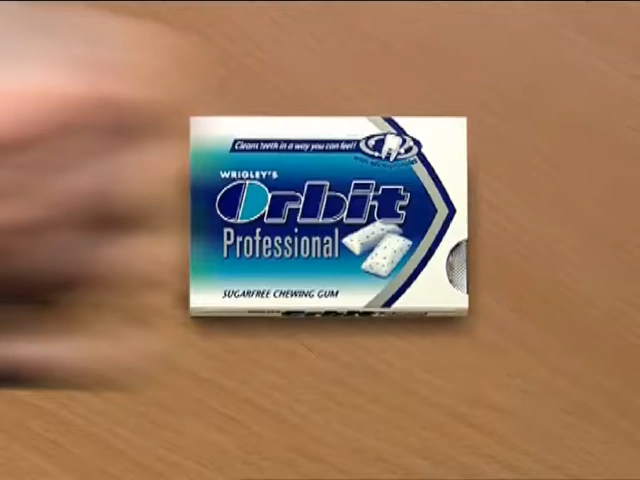 Cleans teeth in a way you can feel!
WRIGLEY'S
Orbit
Professional
SUGARFREE CHEWING GUM